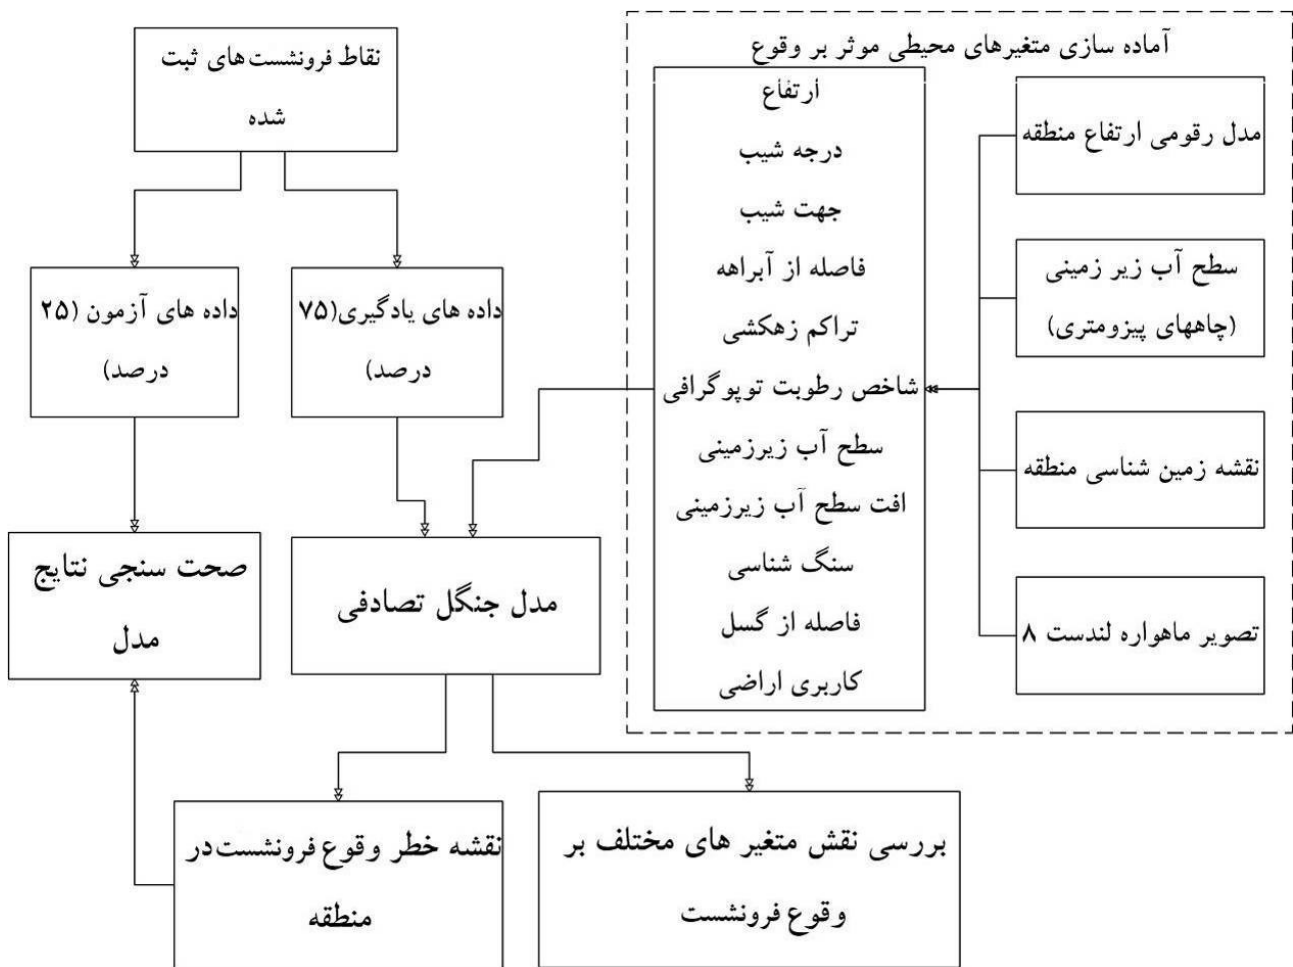 آماده سازی متغیرهای محیطی موثر بر وقوع
مدل رقومی ارتفاع منطقه
سطح آب زیر زمینی
(چاههای پیزومتری)
نقشه زمین شناسی منطقه
تصویر ماهواره لندست ۸
ارتفاع
درجه شیب
جهت شیب
فاصله از آبراهه
تراکم زهکشی
شاخص رطوبت توپوگرافی
سطح آب زیرزمینی
افت سطح آب زیرزمینی
سنگ شناسی
فاصله از گسل
کاربری اراضی
نقاط فرونشست‌های ثبت
شده
داده های یادگیری(۷۵
درصد)
داده های آزمون (۲۵
درصد)
مدل جنگل تصادفی
صحت سنجی نتایج
مدل
بررسی نقش متغیر های مختلف بر
وقوع فرونشست
نقشه خطر وقوع فرونشست در
منطقه